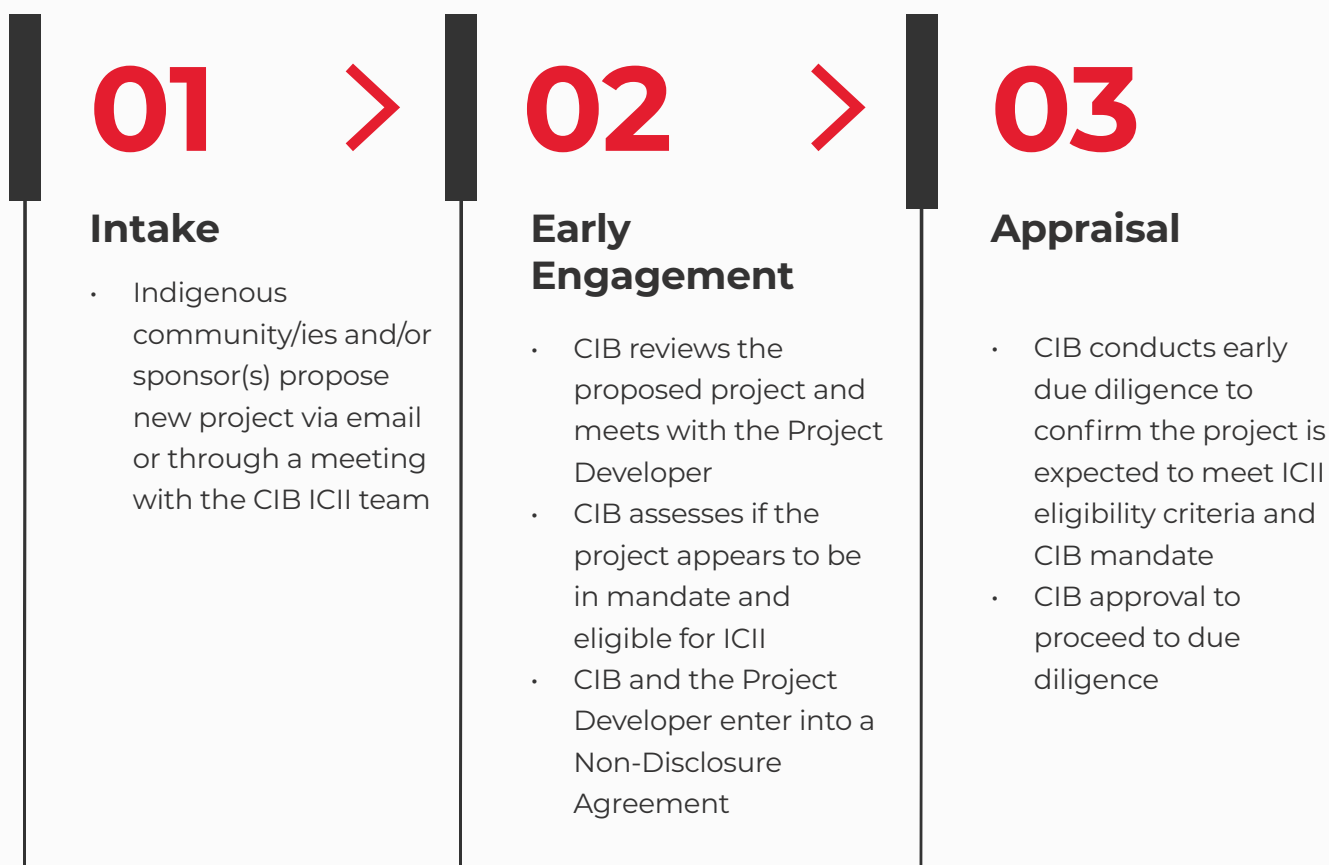 01
Intake
• Indigenous
community/ies and/or
sponsor(s) propose
new project via email
or through a meeting
with the CIB ICII team
02
Early
Engagement
• CIB reviews the
proposed project and
meets with the Project
Developer
• CIB assesses if the
project appears to be
in mandate and
eligible for ICII
• CIB and the Project
Developer enter into a
Non-Disclosure
Agreement
03
Appraisal
• CIB conducts early
due diligence to
confirm the project is
expected to meet ICII
eligibility criteria and
CIB mandate
• CIB approval to
proceed to due
diligence